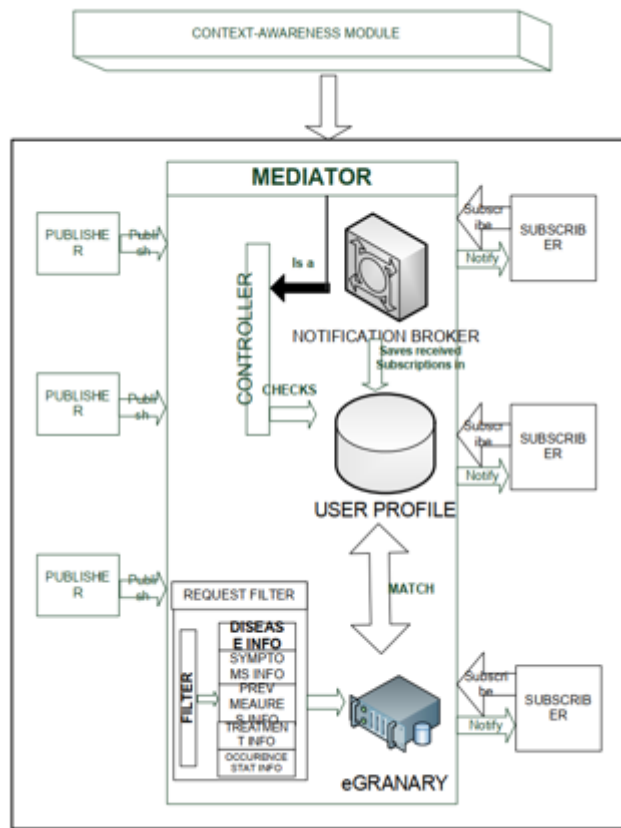 CONTEXT-AWARENESS MODULE
MEDIATOR
PUBLISHE
R
Publi
sh
Is a
CONTROLLER
NOTIFICATION BROKER
Saves received
Subscriptions in
CHECKS
Subscr
ibe
Notify
SUBSCRIB
ER
PUBLISHE
R
Publi
sh
USER PROFILE
Subscr
ibe
Notify
SUBSCRIB
ER
MATCH
PUBLISHE
R
Publi
sh
REQUEST FILTER
FILTER
DISEAS
E INFO
SYMPTO
MS INFO
PREV
MEAURE
S INFO
TREATMEN
T INFO
OCCURENCE
STAT INFO
eGRANARY
Subscri
be
Notify
SUBSCRIB
ER